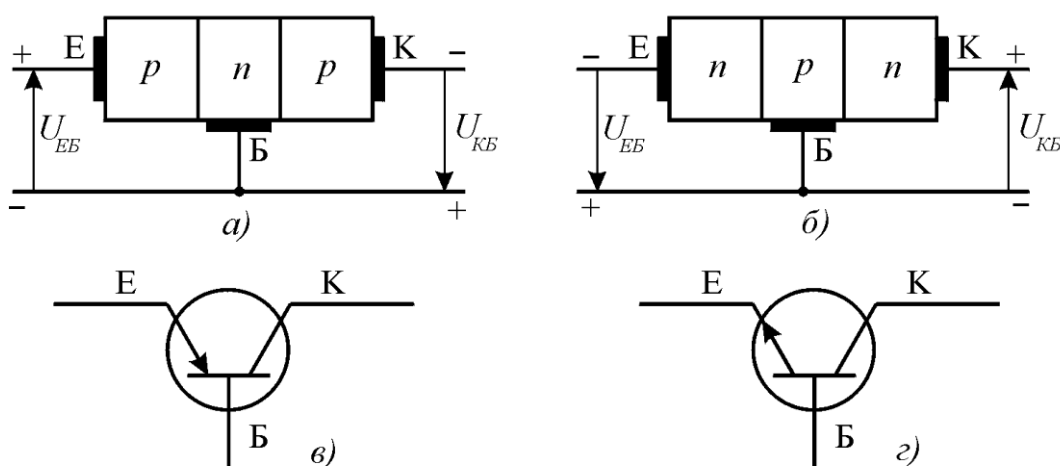 E K E K
+ p n p − − n p n +
U_ЕБ Б U_КБ U_ЕБ Б U_КБ
− а) + + б) −
E K E K
Б в) Б г)